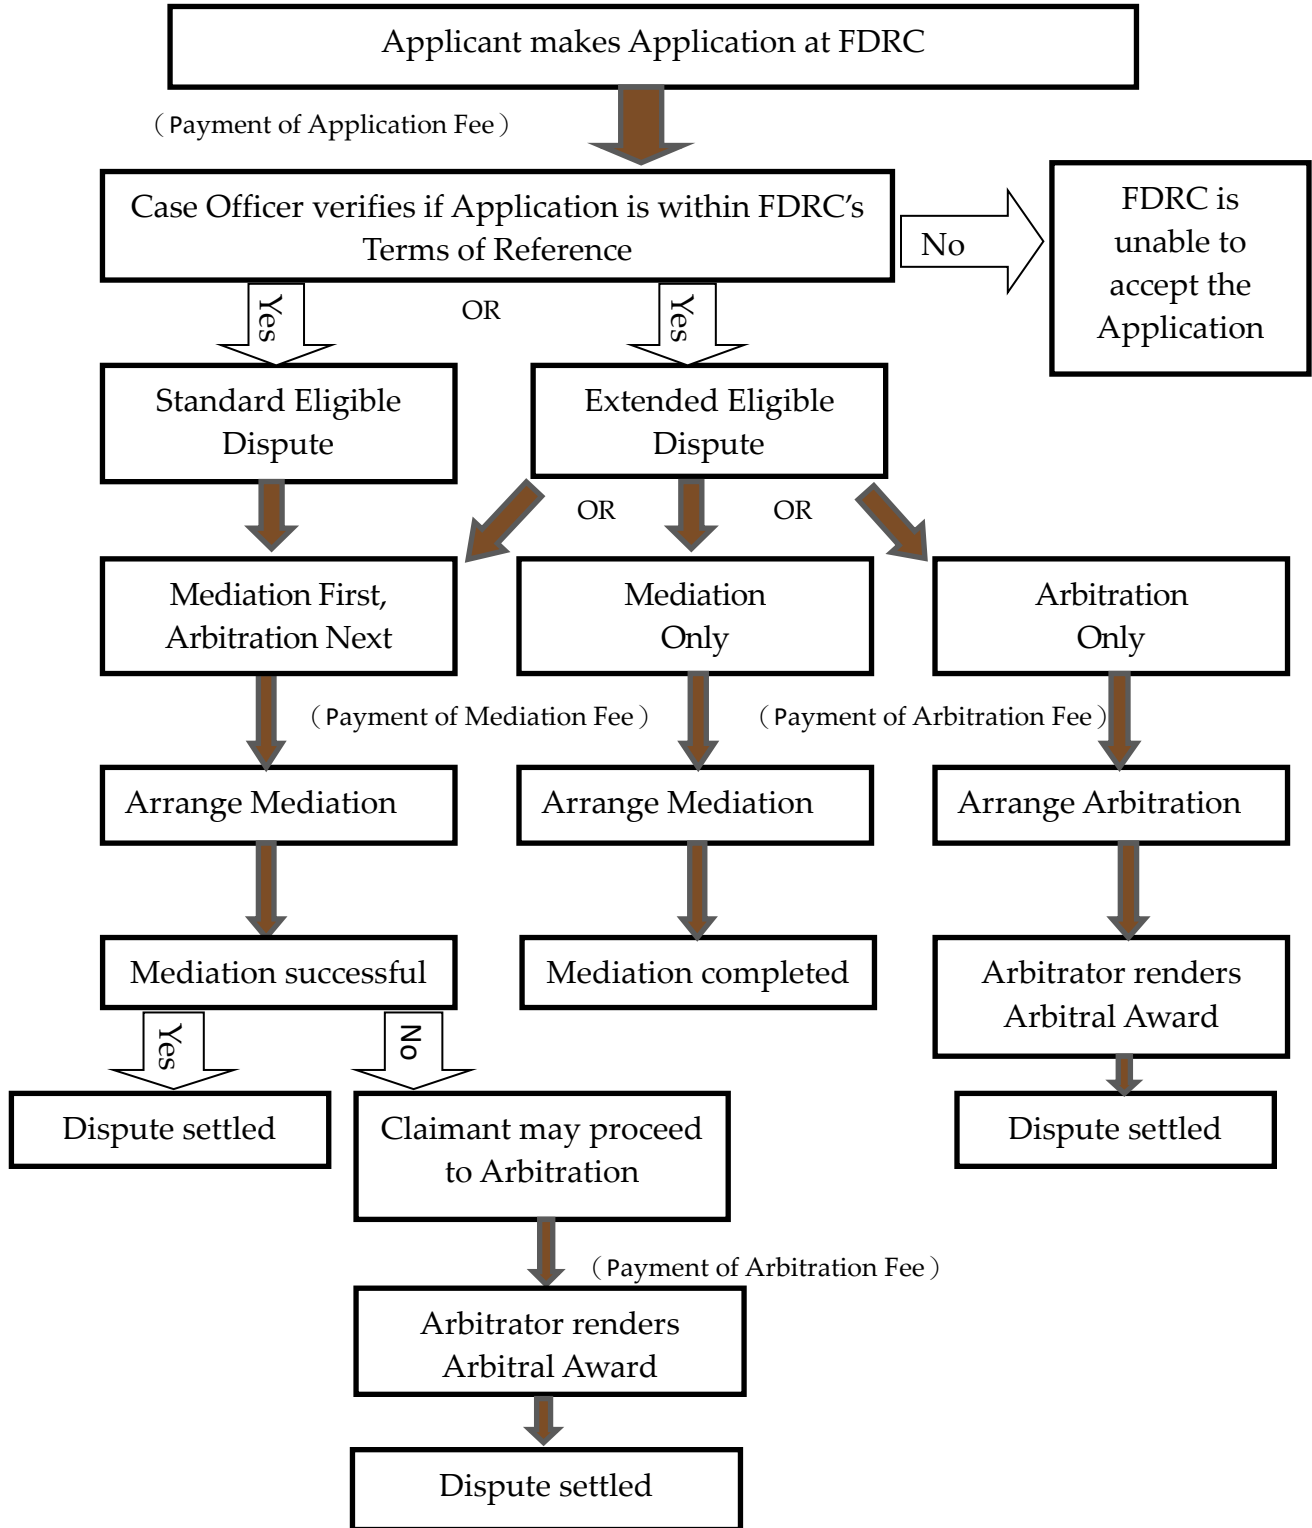 Applicant makes Application at FDRC
（Payment of Application Fee）
Case Officer verifies if Application is within FDRC’s
Terms of Reference
No
FDRC is
unable to
accept the
Application
Yes
OR
Yes
Standard Eligible
Dispute
Extended Eligible
Dispute
OR
OR
Mediation First,
Arbitration Next
Mediation
Only
Arbitration
Only
（Payment of Mediation Fee）
（Payment of Arbitration Fee）
Arrange Mediation
Arrange Mediation
Arrange Arbitration
Mediation successful
Mediation completed
Arbitrator renders
Arbitral Award
Yes
No
Dispute settled
Claimant may proceed
to Arbitration
Dispute settled
（Payment of Arbitration Fee）
Arbitrator renders
Arbitral Award
Dispute settled